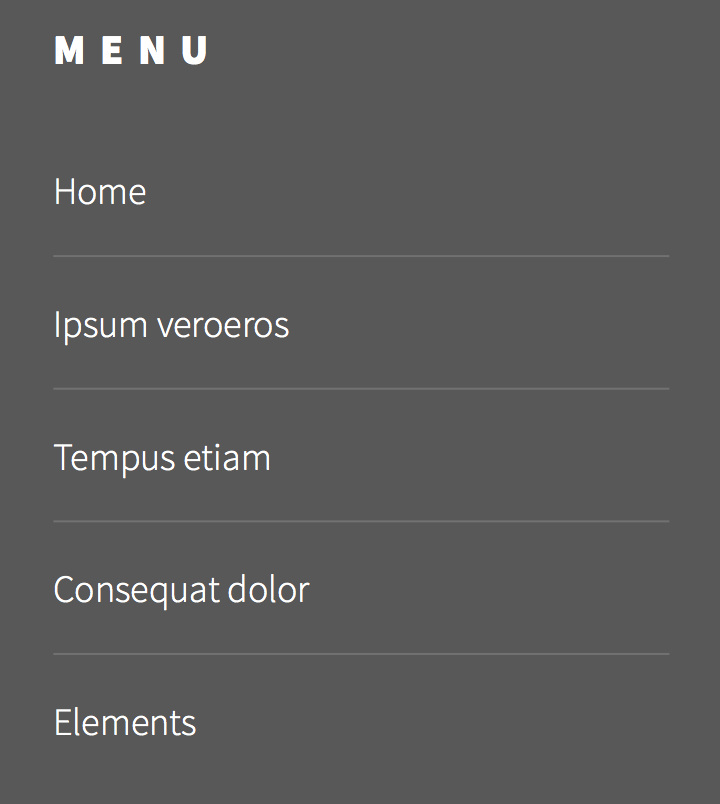 MENU
Home
Ipsum veroeros
Tempus etiam
Consequat dolor
Elements